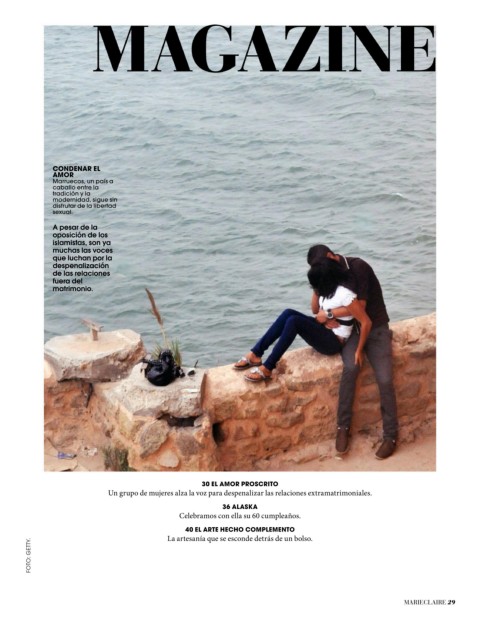 MAGAZINE
CONDENAR EL
AMOR
Marruecos, un país a
caballo entre la
tradición y la
modernidad, sigue sin
disfrutar de la libertad
sexual.
A pesar de la
oposición de los
islamistas, son ya
muchas las voces
que luchan por la
despenalización
de las relaciones
fuera del
matrimonio.
30 EL AMOR PROSCRITO
Un grupo de mujeres alza la voz para despenalizar las relaciones extramatrimoniales.
36 ALASKA
Celebramos con ella su 60 cumpleaños.
40 EL ARTE HECHO COMPLEMENTO
La artesanía que se esconde detrás de un bolso.
FOTO: GETTY.
MARIECLAIRE 29